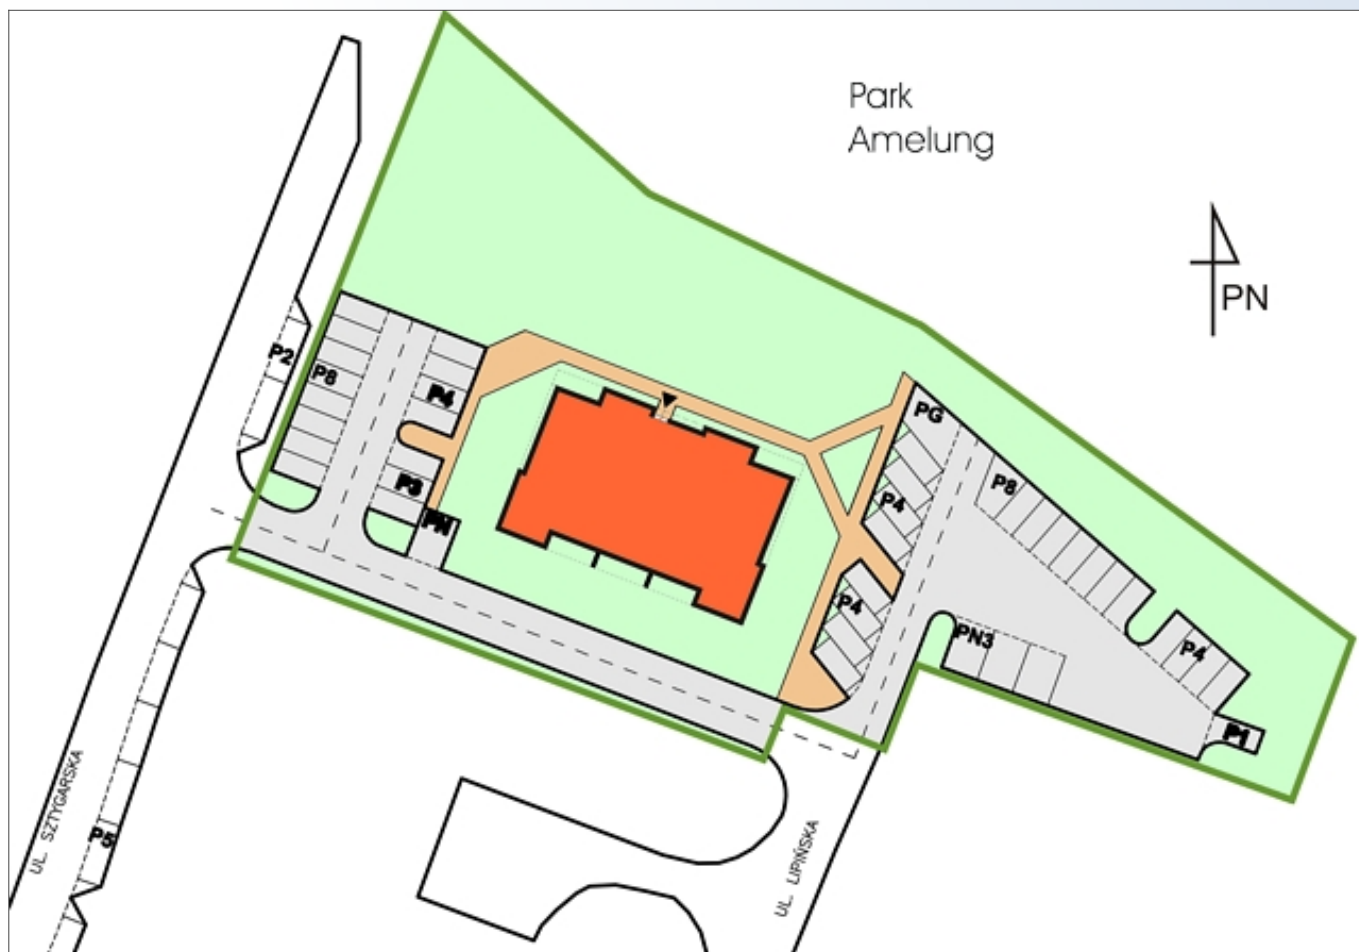 Park
Amelung
PN
P2
P8
P4
P3
PN
PG
P4
P8
P4
PN3
P4
P1
P5
UL. SZTYGARSKA
UL. LIPIŃSKA